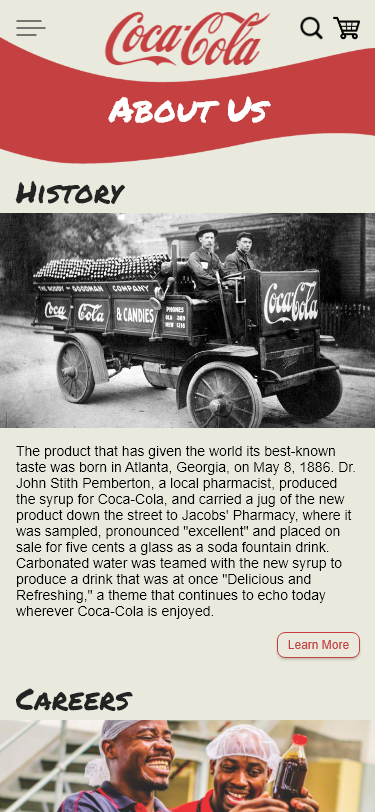 Coca-Cola
About Us
History
THE MOODY - GOODMAN COMPANY
Coca Cola & CANDIES
PHONES
OLD 389
NEW 1216
Coca Cola
The product that has given the world its best-known
taste was born in Atlanta, Georgia, on May 8, 1886. Dr.
John Stith Pemberton, a local pharmacist, produced
the syrup for Coca-Cola, and carried a jug of the new
product down the street to Jacobs' Pharmacy, where it
was sampled, pronounced "excellent" and placed on
sale for five cents a glass as a soda fountain drink.
Carbonated water was teamed with the new syrup to
produce a drink that was at once "Delicious and
Refreshing," a theme that continues to echo today
wherever Coca-Cola is enjoyed.
Learn More
Careers